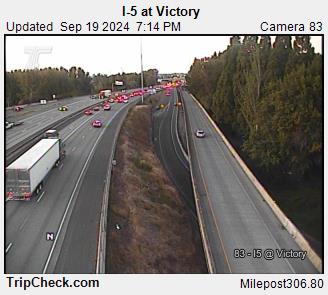 I-5 at Victory
Updated Sep 19 2024 7:14 PM Camera 83
N
83 - I5 @ Victory
TripCheck.com Milepost306.80